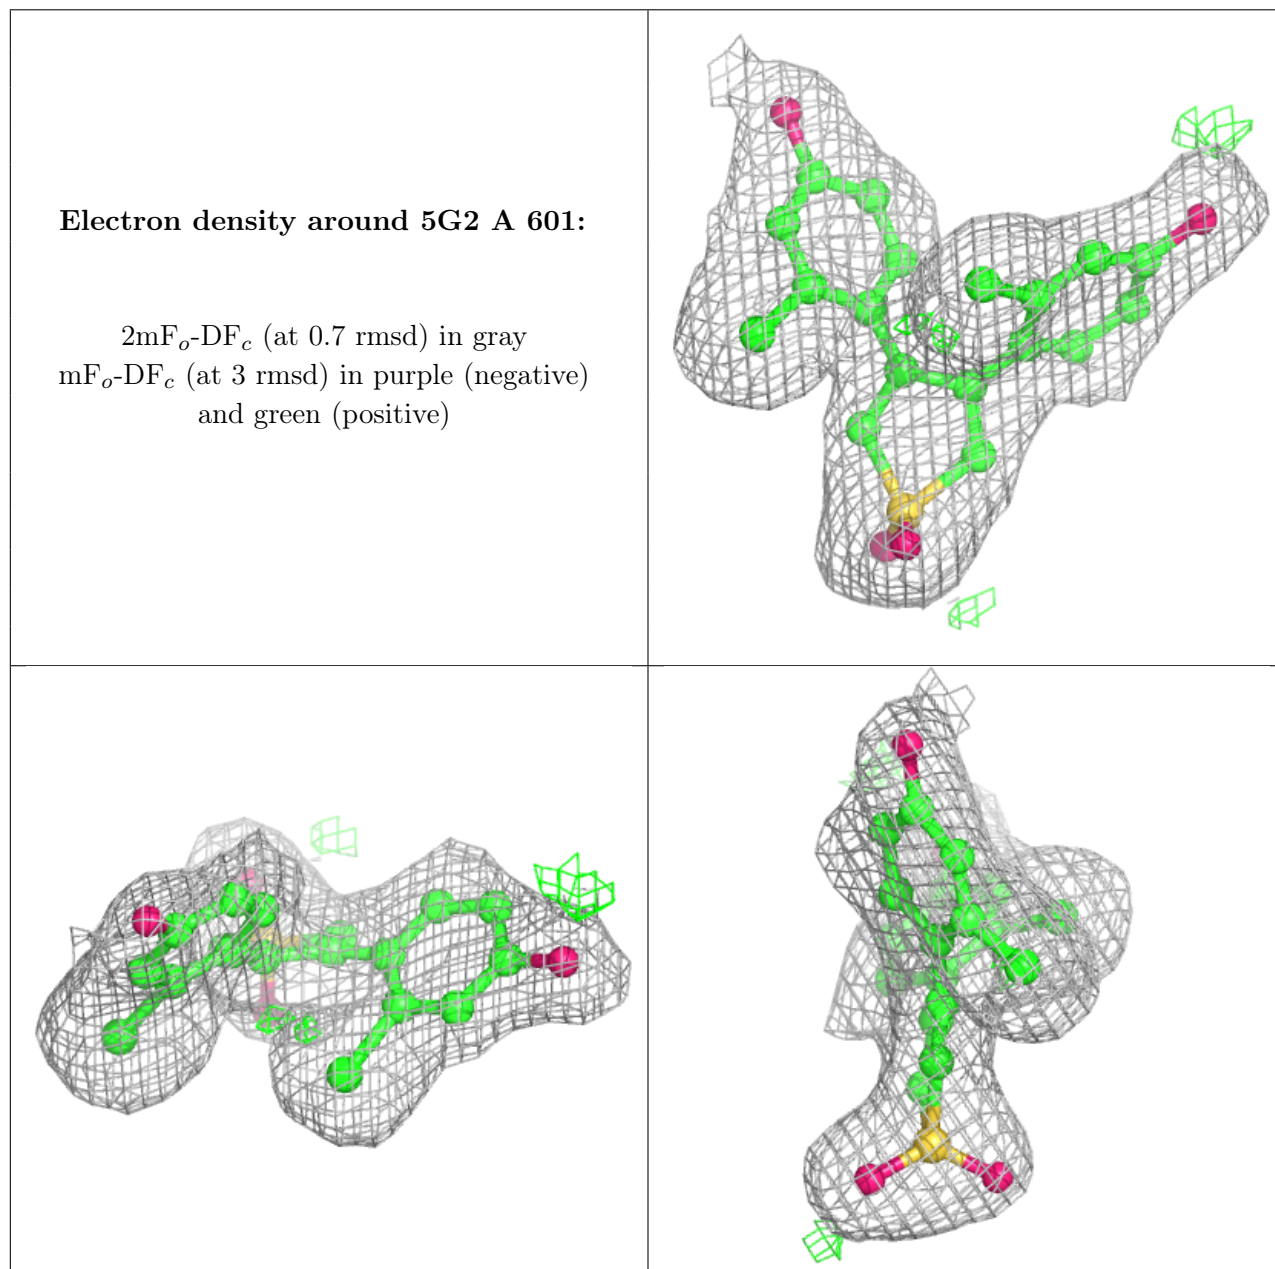 Electron density around 5G2 A 601:
2mFₒ-DF𝒸 (at 0.7 rmsd) in gray
mFₒ-DF𝒸 (at 3 rmsd) in purple (negative)
and green (positive)